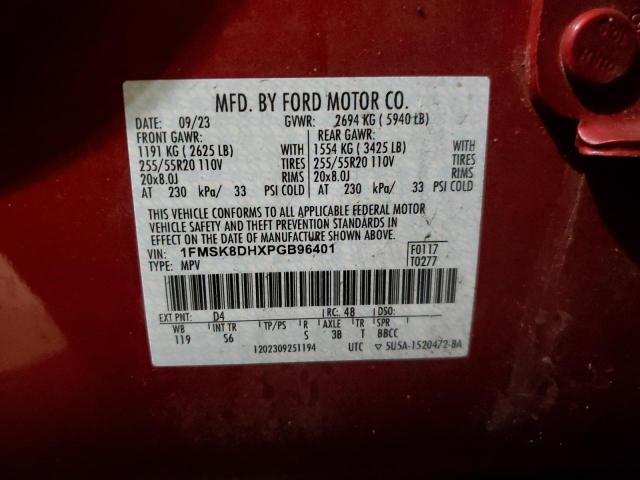 MFD. BY FORD MOTOR CO.
DATE: 09/23 GVWR: 2694 KG ( 5940 LB)
FRONT GAWR: REAR GAWR:
1191 KG ( 2625 LB) WITH 1554 KG ( 3425 LB)
255/55R20 110V TIRES 255/55R20 110V
20x8.0J RIMS 20x8.0J
AT 230 kPa/ 33 PSI COLD AT 230 kPa/ 33 PSI COLD
WITH
TIRES
RIMS
THIS VEHICLE CONFORMS TO ALL APPLICABLE FEDERAL MOTOR
VEHICLE SAFETY AND THEFT PREVENTION STANDARDS IN
EFFECT ON THE DATE OF MANUFACTURE SHOWN ABOVE.
VIN: 1FMSK8DHXPGB96401 F0117
TYPE: MPV T0277
EXT PNT: D4 RC: 48 DSO:
WB INT TR TP/PS R AXLE TR SPR
119 S6 S 3B T BBCC
1202309251194 UTC ▽ 5U5A-1520472-BA